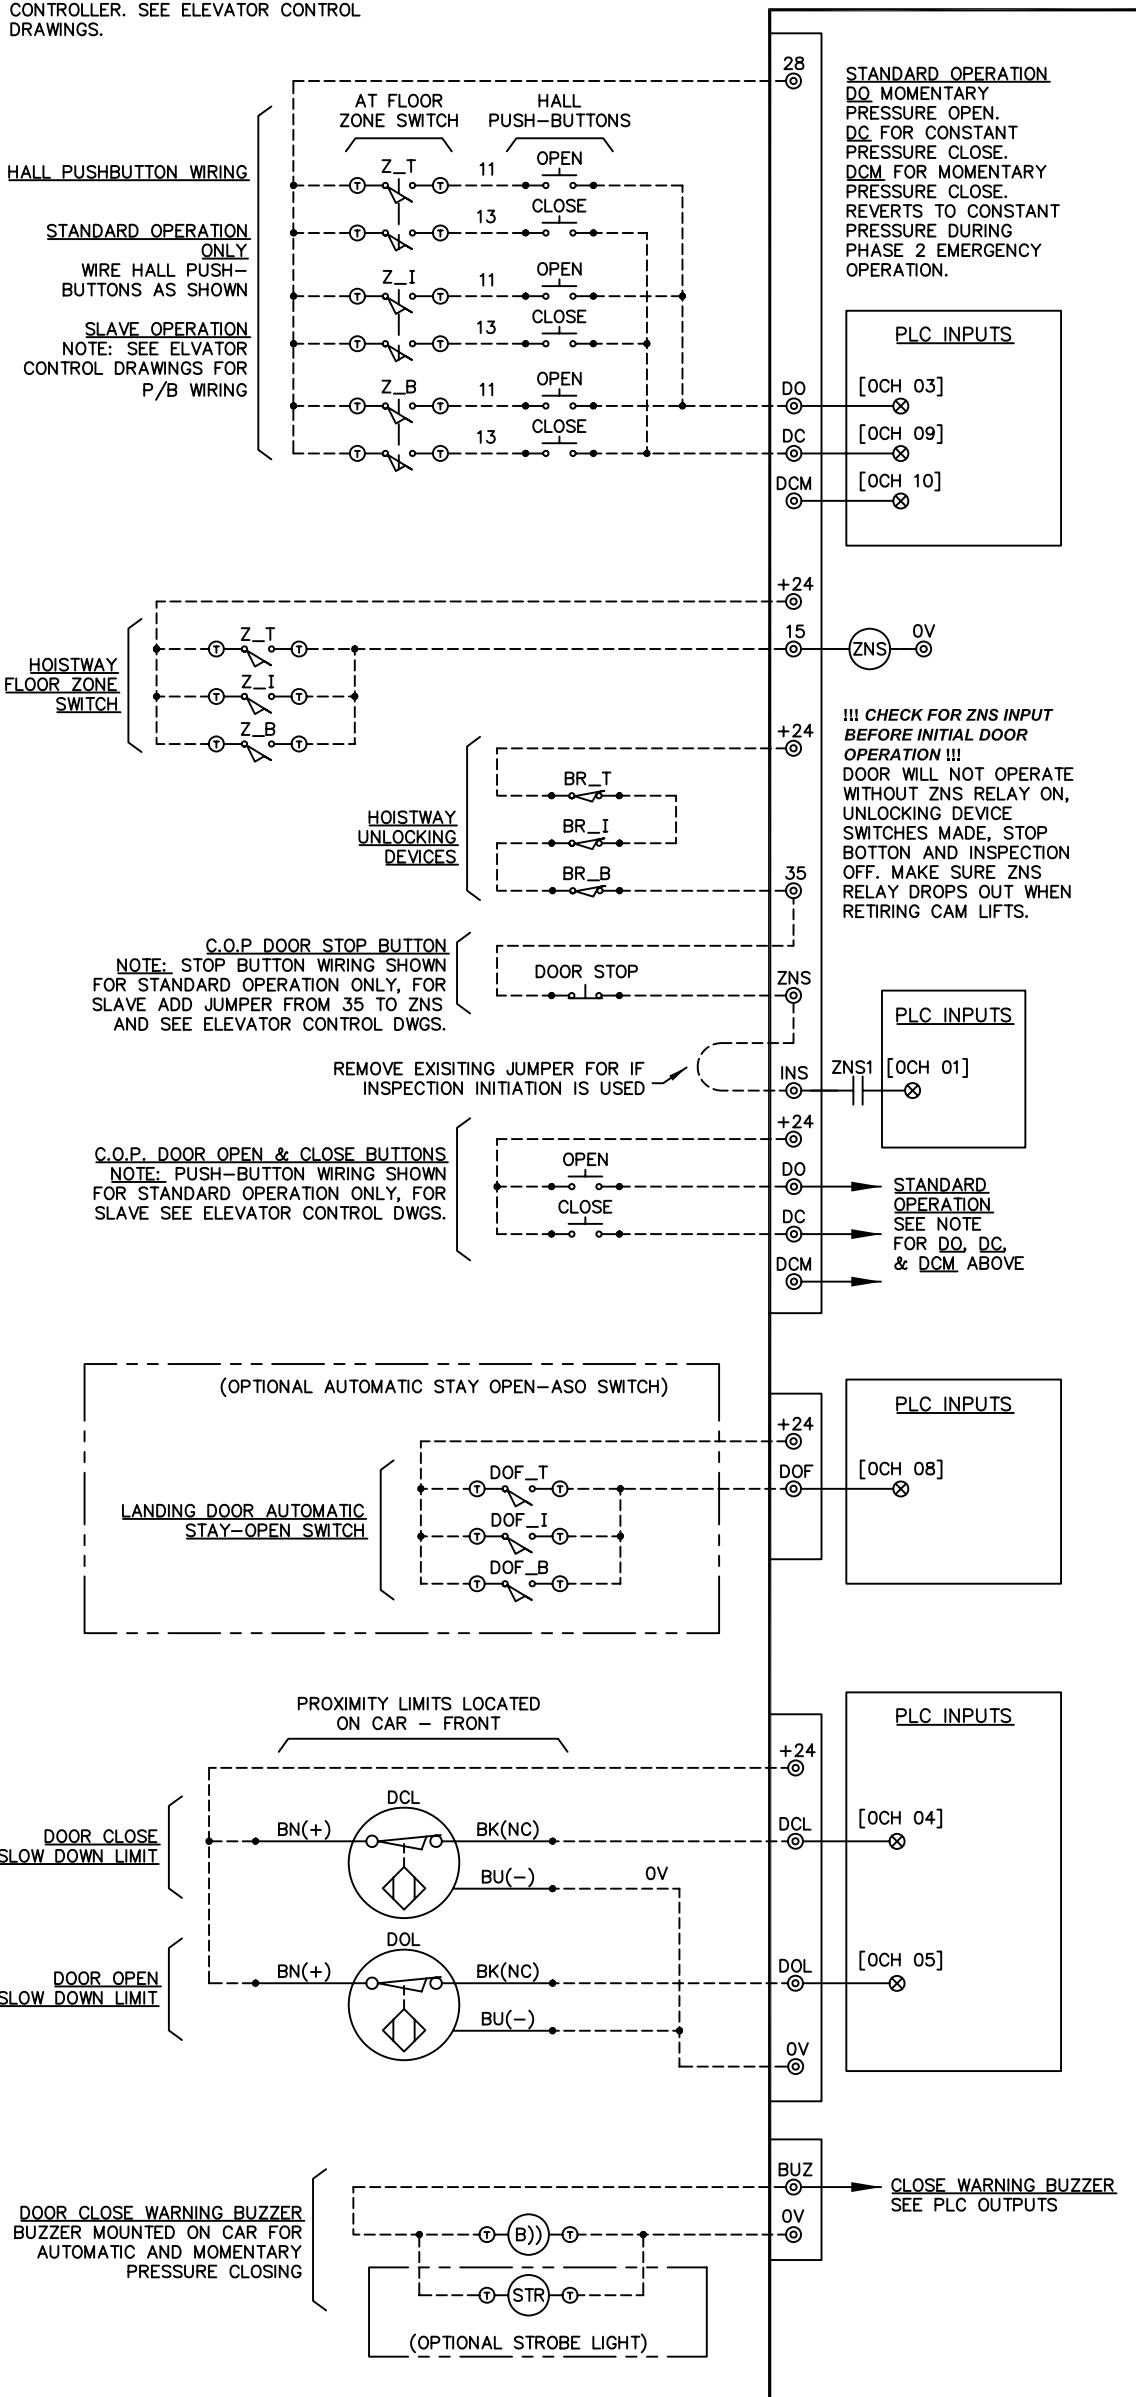 CONTROLLER. SEE ELEVATOR CONTROL
DRAWINGS.
28
STANDARD OPERATION
DO MOMENTARY
PRESSURE OPEN.
DC FOR CONSTANT
PRESSURE CLOSE.
DCM FOR MOMENTARY
PRESSURE CLOSE.
REVERTS TO CONSTANT
PRESSURE DURING
PHASE 2 EMERGENCY
OPERATION.
AT FLOOR
ZONE SWITCH
HALL
PUSH-BUTTONS
HALL PUSHBUTTON WIRING
STANDARD OPERATION
ONLY
WIRE HALL PUSH-
BUTTONS AS SHOWN
SLAVE OPERATION
NOTE: SEE ELVATOR
CONTROL DRAWINGS FOR
P/B WIRING
T Z_T T 11 OPEN
T T 13 CLOSE
T Z_I T 11 OPEN
T T 13 CLOSE
T Z_B T 11 OPEN
T T 13 CLOSE
PLC INPUTS
DO [0CH 03]
DC [0CH 09]
DCM [0CH 10]
+24
15 ZNS 0V
HOISTWAY
FLOOR ZONE
SWITCH
T Z_T T
T Z_I T
T Z_B T
!!! CHECK FOR ZNS INPUT
BEFORE INITIAL DOOR
OPERATION !!!
DOOR WILL NOT OPERATE
WITHOUT ZNS RELAY ON,
UNLOCKING DEVICE
SWITCHES MADE, STOP
BOTTON AND INSPECTION
OFF. MAKE SURE ZNS
RELAY DROPS OUT WHEN
RETIRING CAM LIFTS.
+24
HOISTWAY
UNLOCKING
DEVICES
BR_T
BR_I
BR_B
35
C.O.P DOOR STOP BUTTON
NOTE: STOP BUTTON WIRING SHOWN
FOR STANDARD OPERATION ONLY, FOR
SLAVE ADD JUMPER FROM 35 TO ZNS
AND SEE ELEVATOR CONTROL DWGS.
DOOR STOP
ZNS
PLC INPUTS
REMOVE EXISITING JUMPER FOR IF
INSPECTION INITIATION IS USED
INS ZNS1 [0CH 01]
+24
C.O.P. DOOR OPEN & CLOSE BUTTONS
NOTE: PUSH-BUTTON WIRING SHOWN
FOR STANDARD OPERATION ONLY, FOR
SLAVE SEE ELEVATOR CONTROL DWGS.
OPEN
CLOSE
DO
DC
DCM
STANDARD
OPERATION
SEE NOTE
FOR DO, DC,
& DCM ABOVE
(OPTIONAL AUTOMATIC STAY OPEN-ASO SWITCH)
PLC INPUTS
+24
DOF [0CH 08]
LANDING DOOR AUTOMATIC
STAY-OPEN SWITCH
T DOF_T T
T DOF_I T
T DOF_B T
PROXIMITY LIMITS LOCATED
ON CAR - FRONT
PLC INPUTS
+24
DOOR CLOSE
SLOW DOWN LIMIT
BN(+) DCL BK(NC)
BU(-) 0V
DCL [0CH 04]
DOOR OPEN
SLOW DOWN LIMIT
BN(+) DOL BK(NC)
BU(-)
DOL [0CH 05]
0V
BUZ CLOSE WARNING BUZZER
SEE PLC OUTPUTS
0V
DOOR CLOSE WARNING BUZZER
BUZZER MOUNTED ON CAR FOR
AUTOMATIC AND MOMENTARY
PRESSURE CLOSING
T B)) T
T STR T
(OPTIONAL STROBE LIGHT)